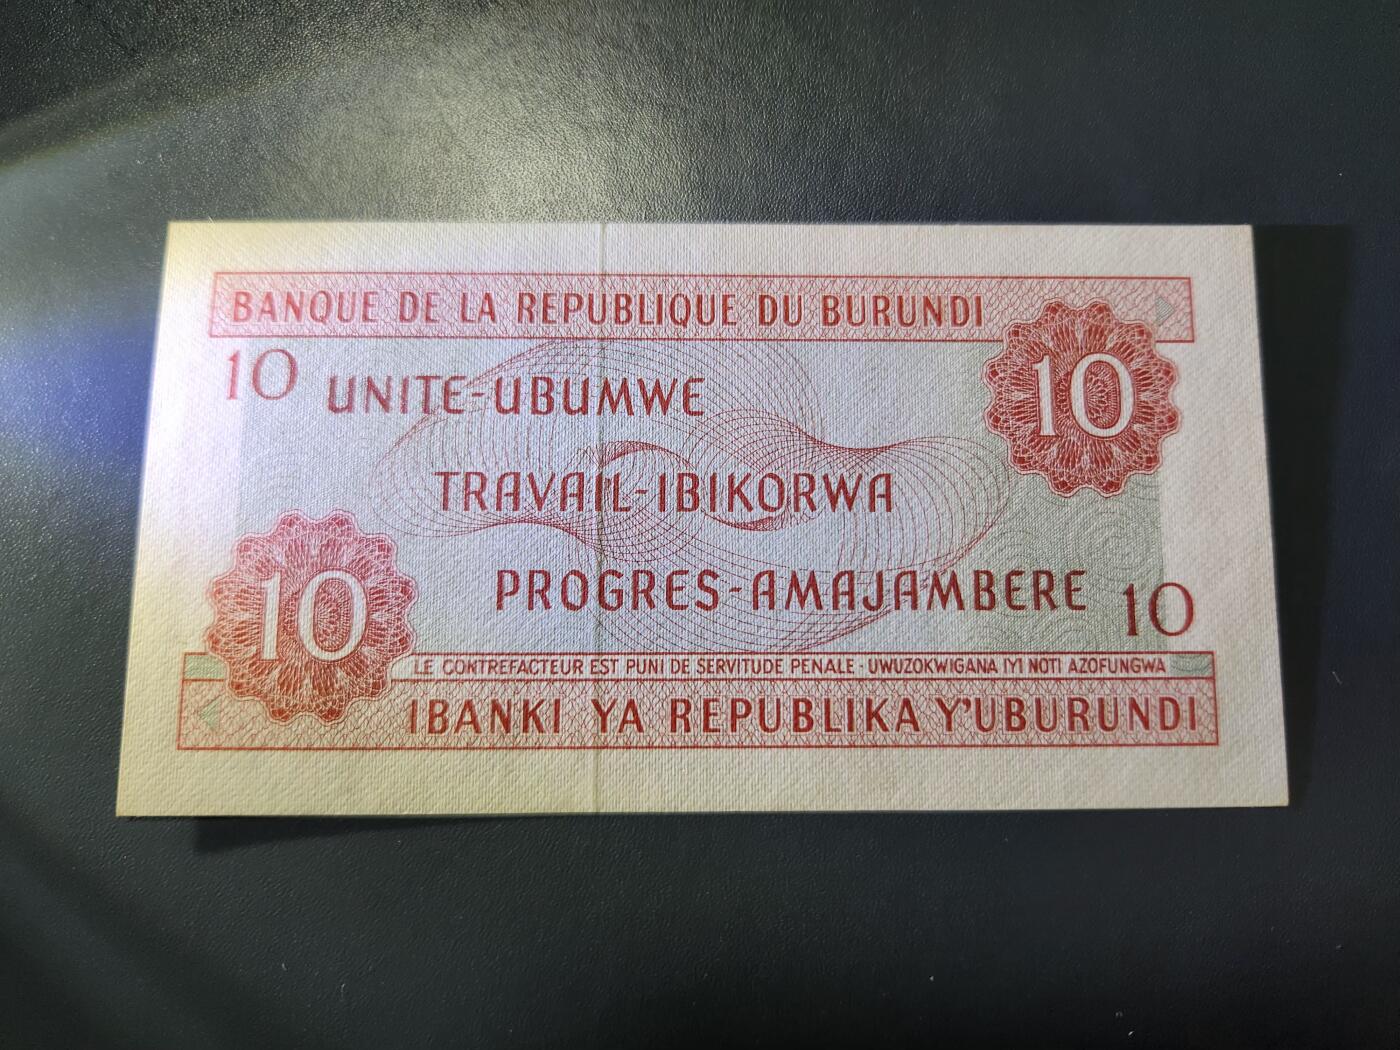 BANQUE DE LA REPUBLIQUE DU BURUNDI
10
10
UNITE-UBUMWE
TRAVAIL-IBIKORWA
PROGRES-AMAJAMBERE
10
10
LE CONTREFACTEUR EST PUNI DE SERVITUDE PENALE - UWUZOKWIGANA IYI NOTI AZOFUNGWA
IBANKI YA REPUBLIKA Y'UBURUNDI